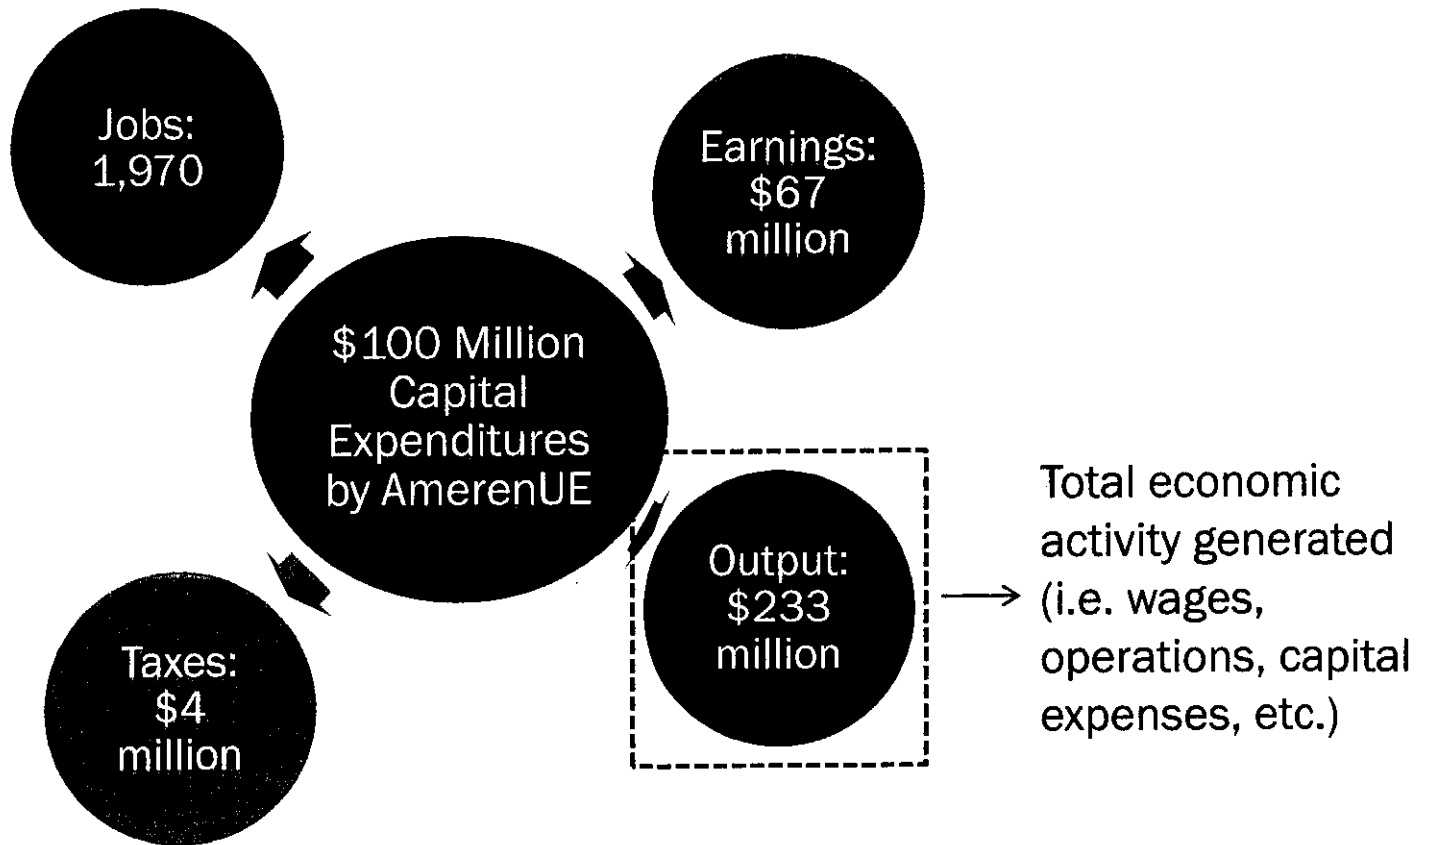 Jobs:
1,970
Earnings:
$67
million
$100 Million
Capital
Expenditures
by AmerenUE
Output:
$233
million
Total economic
activity generated
(i.e. wages,
operations, capital
expenses, etc.)
Taxes:
$4
million